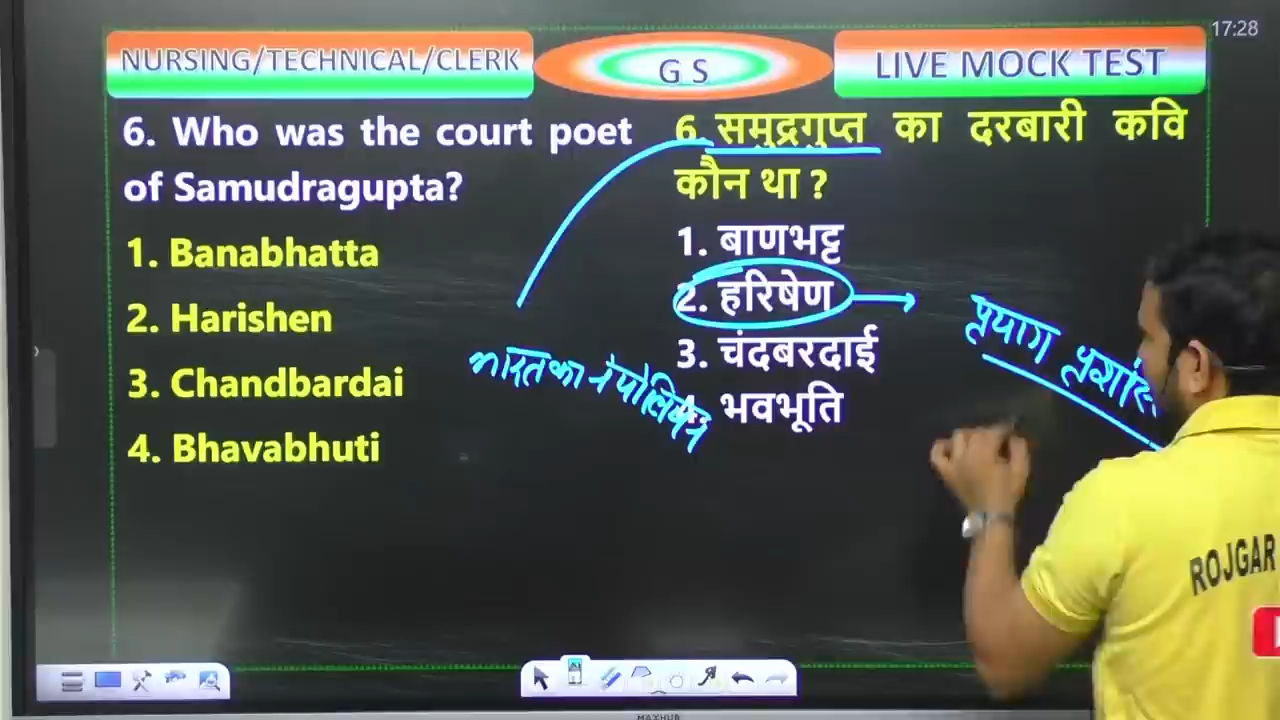 17:28
NURSING/TECHNICAL/CLERK
G S
LIVE MOCK TEST
6. Who was the court poet
of Samudragupta?
1. Banabhatta
2. Harishen
3. Chandbardai
4. Bhavabhuti
6. समुद्रगुप्त का दरबारी कवि
कौन था ?
1. बाणभट्ट
2. हरिषेण
3. चंदबरदाई
4. भवभूति
भारत का नेपोलियन
प्रयाग
ROJGAR
MAXHUB